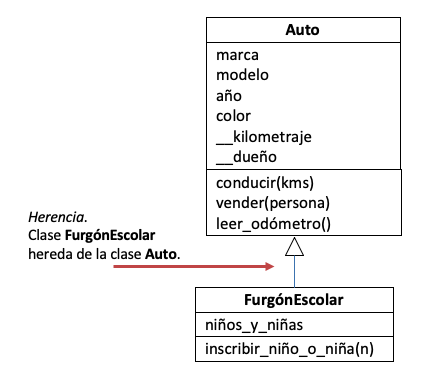 Auto
marca
modelo
año
color
__kilometraje
__dueño
conducir(kms)
vender(persona)
leer_odómetro()
Herencia.
Clase FurgónEscolar
hereda de la clase Auto.
FurgónEscolar
niños_y_niñas
inscribir_niño_o_niña(n)